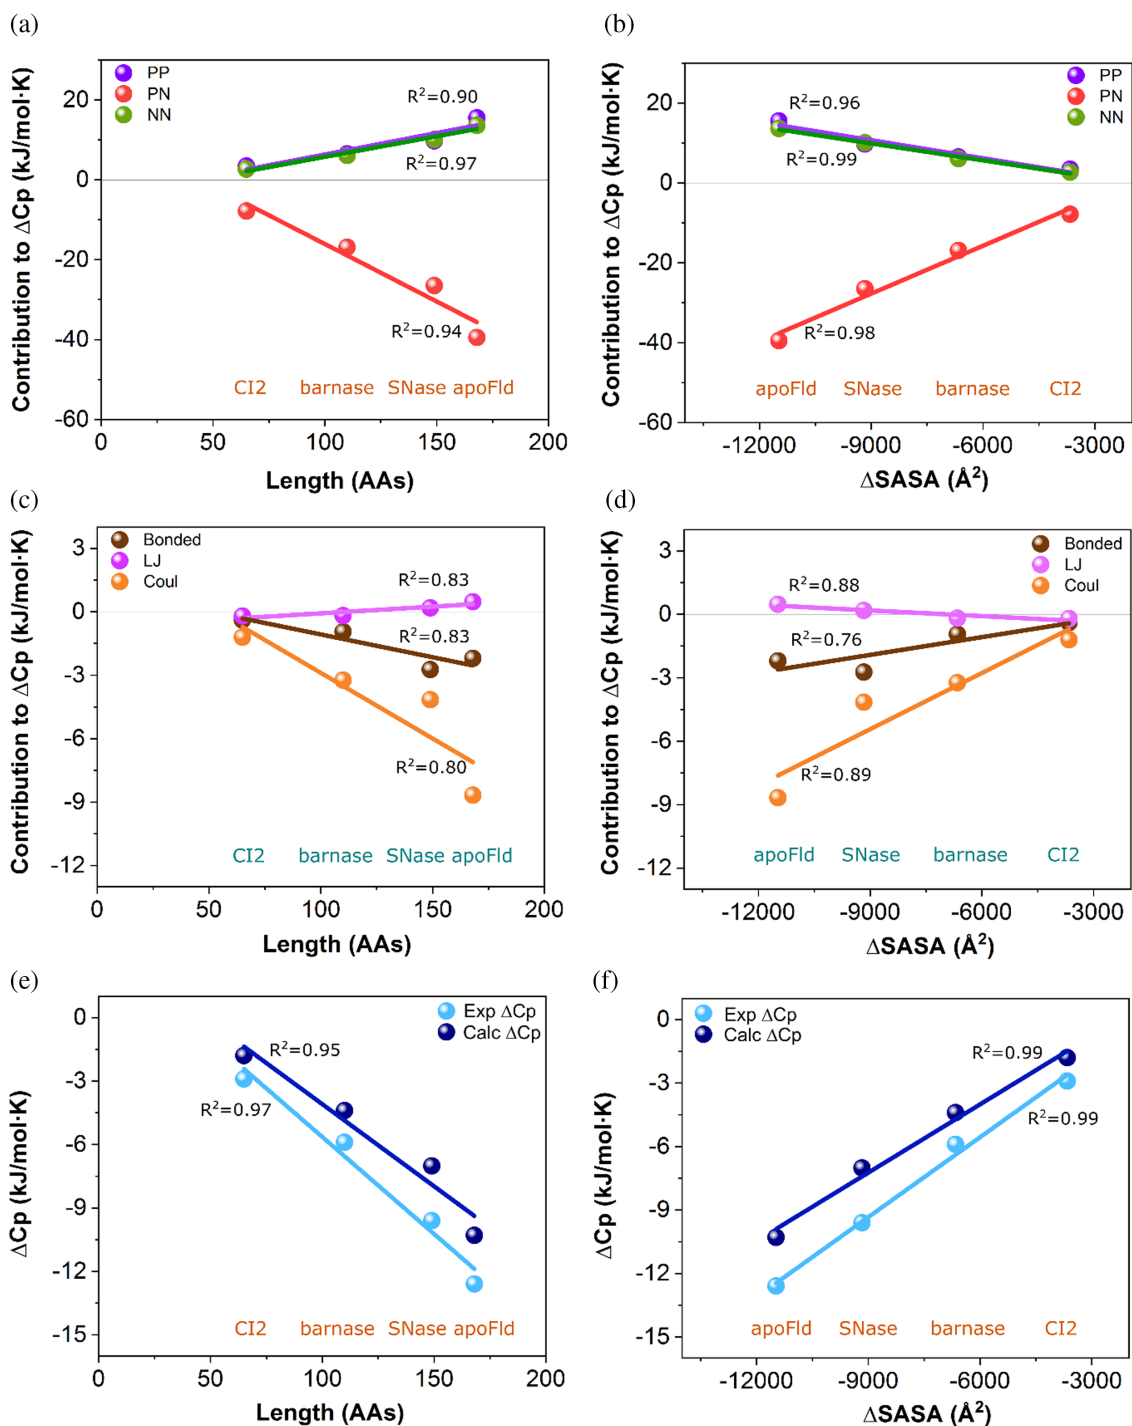 (a)
Contribution to ΔCp (kJ/mol·K)
PP
PN
NN
R²=0.90
R²=0.97
R²=0.94
CI2 barnase SNase apoFld
20
0
-20
-40
-60
0 50 100 150 200
Length (AAs)
(b)
Contribution to ΔCp (kJ/mol·K)
PP
PN
NN
R²=0.96
R²=0.99
R²=0.98
apoFld SNase barnase CI2
20
0
-20
-40
-60
-12000 -9000 -6000 -3000
ΔSASA (Å²)
(c)
Contribution to ΔCp (kJ/mol·K)
Bonded
LJ
Coul
R²=0.83
R²=0.83
R²=0.80
CI2 barnase SNase apoFld
3
0
-3
-6
-9
-12
0 50 100 150 200
Length (AAs)
(d)
Contribution to ΔCp (kJ/mol·K)
Bonded
LJ
Coul
R²=0.88
R²=0.76
R²=0.89
apoFld SNase barnase CI2
3
0
-3
-6
-9
-12
-12000 -9000 -6000 -3000
ΔSASA (Å²)
(e)
ΔCp (kJ/mol·K)
Exp ΔCp
Calc ΔCp
R²=0.95
R²=0.97
CI2 barnase SNase apoFld
0
-3
-6
-9
-12
-15
0 50 100 150 200
Length (AAs)
(f)
ΔCp (kJ/mol·K)
Exp ΔCp
Calc ΔCp
R²=0.99
R²=0.99
apoFld SNase barnase CI2
0
-3
-6
-9
-12
-15
-12000 -9000 -6000 -3000
ΔSASA (Å²)